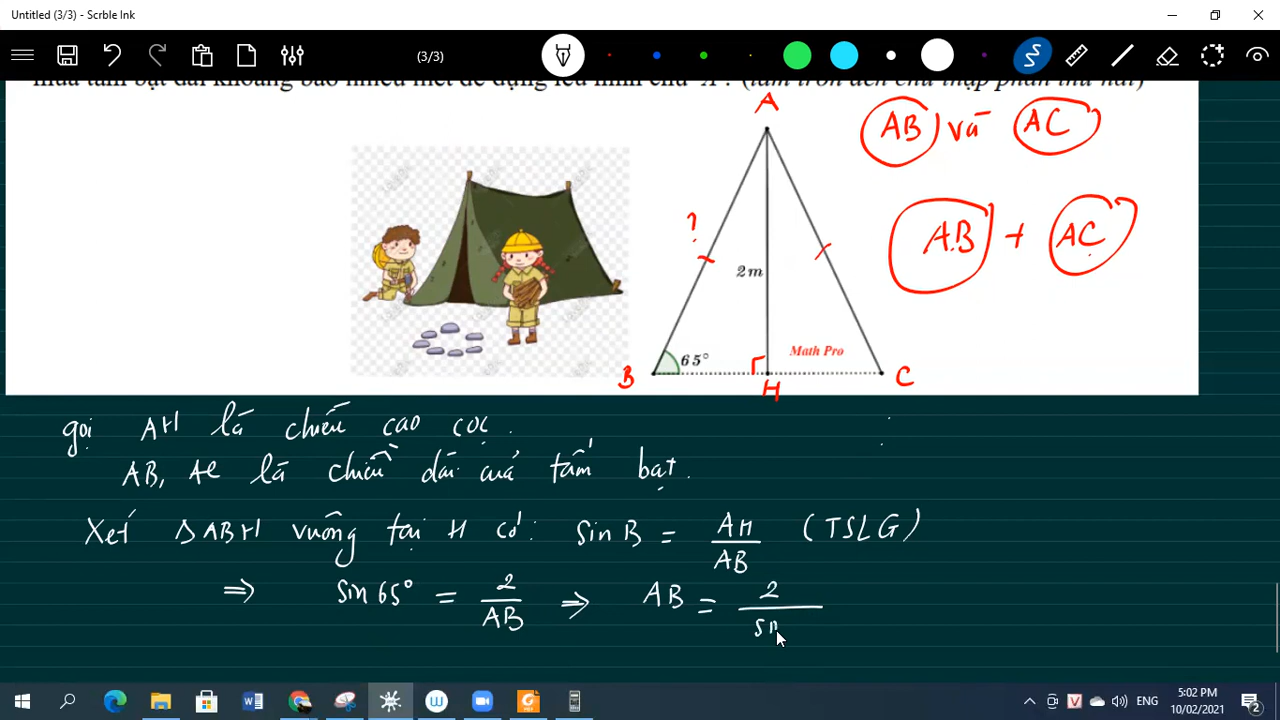 Untitled (3/3) - Scrble Ink
(3/3)
A
AB và AC
?
AB + AC
2m
65°
Math Pro
B
H
C
gọi AH là chiều cao cọc.
AB, AC là chiều dài của tấm bạt.
Xét ΔABH vuông tại H có: sin B = AH/AB (TSLG)
⇒ sin 65° = 2/AB ⇒ AB = 2/sin
ENG
5:02 PM
10/02/2021
2